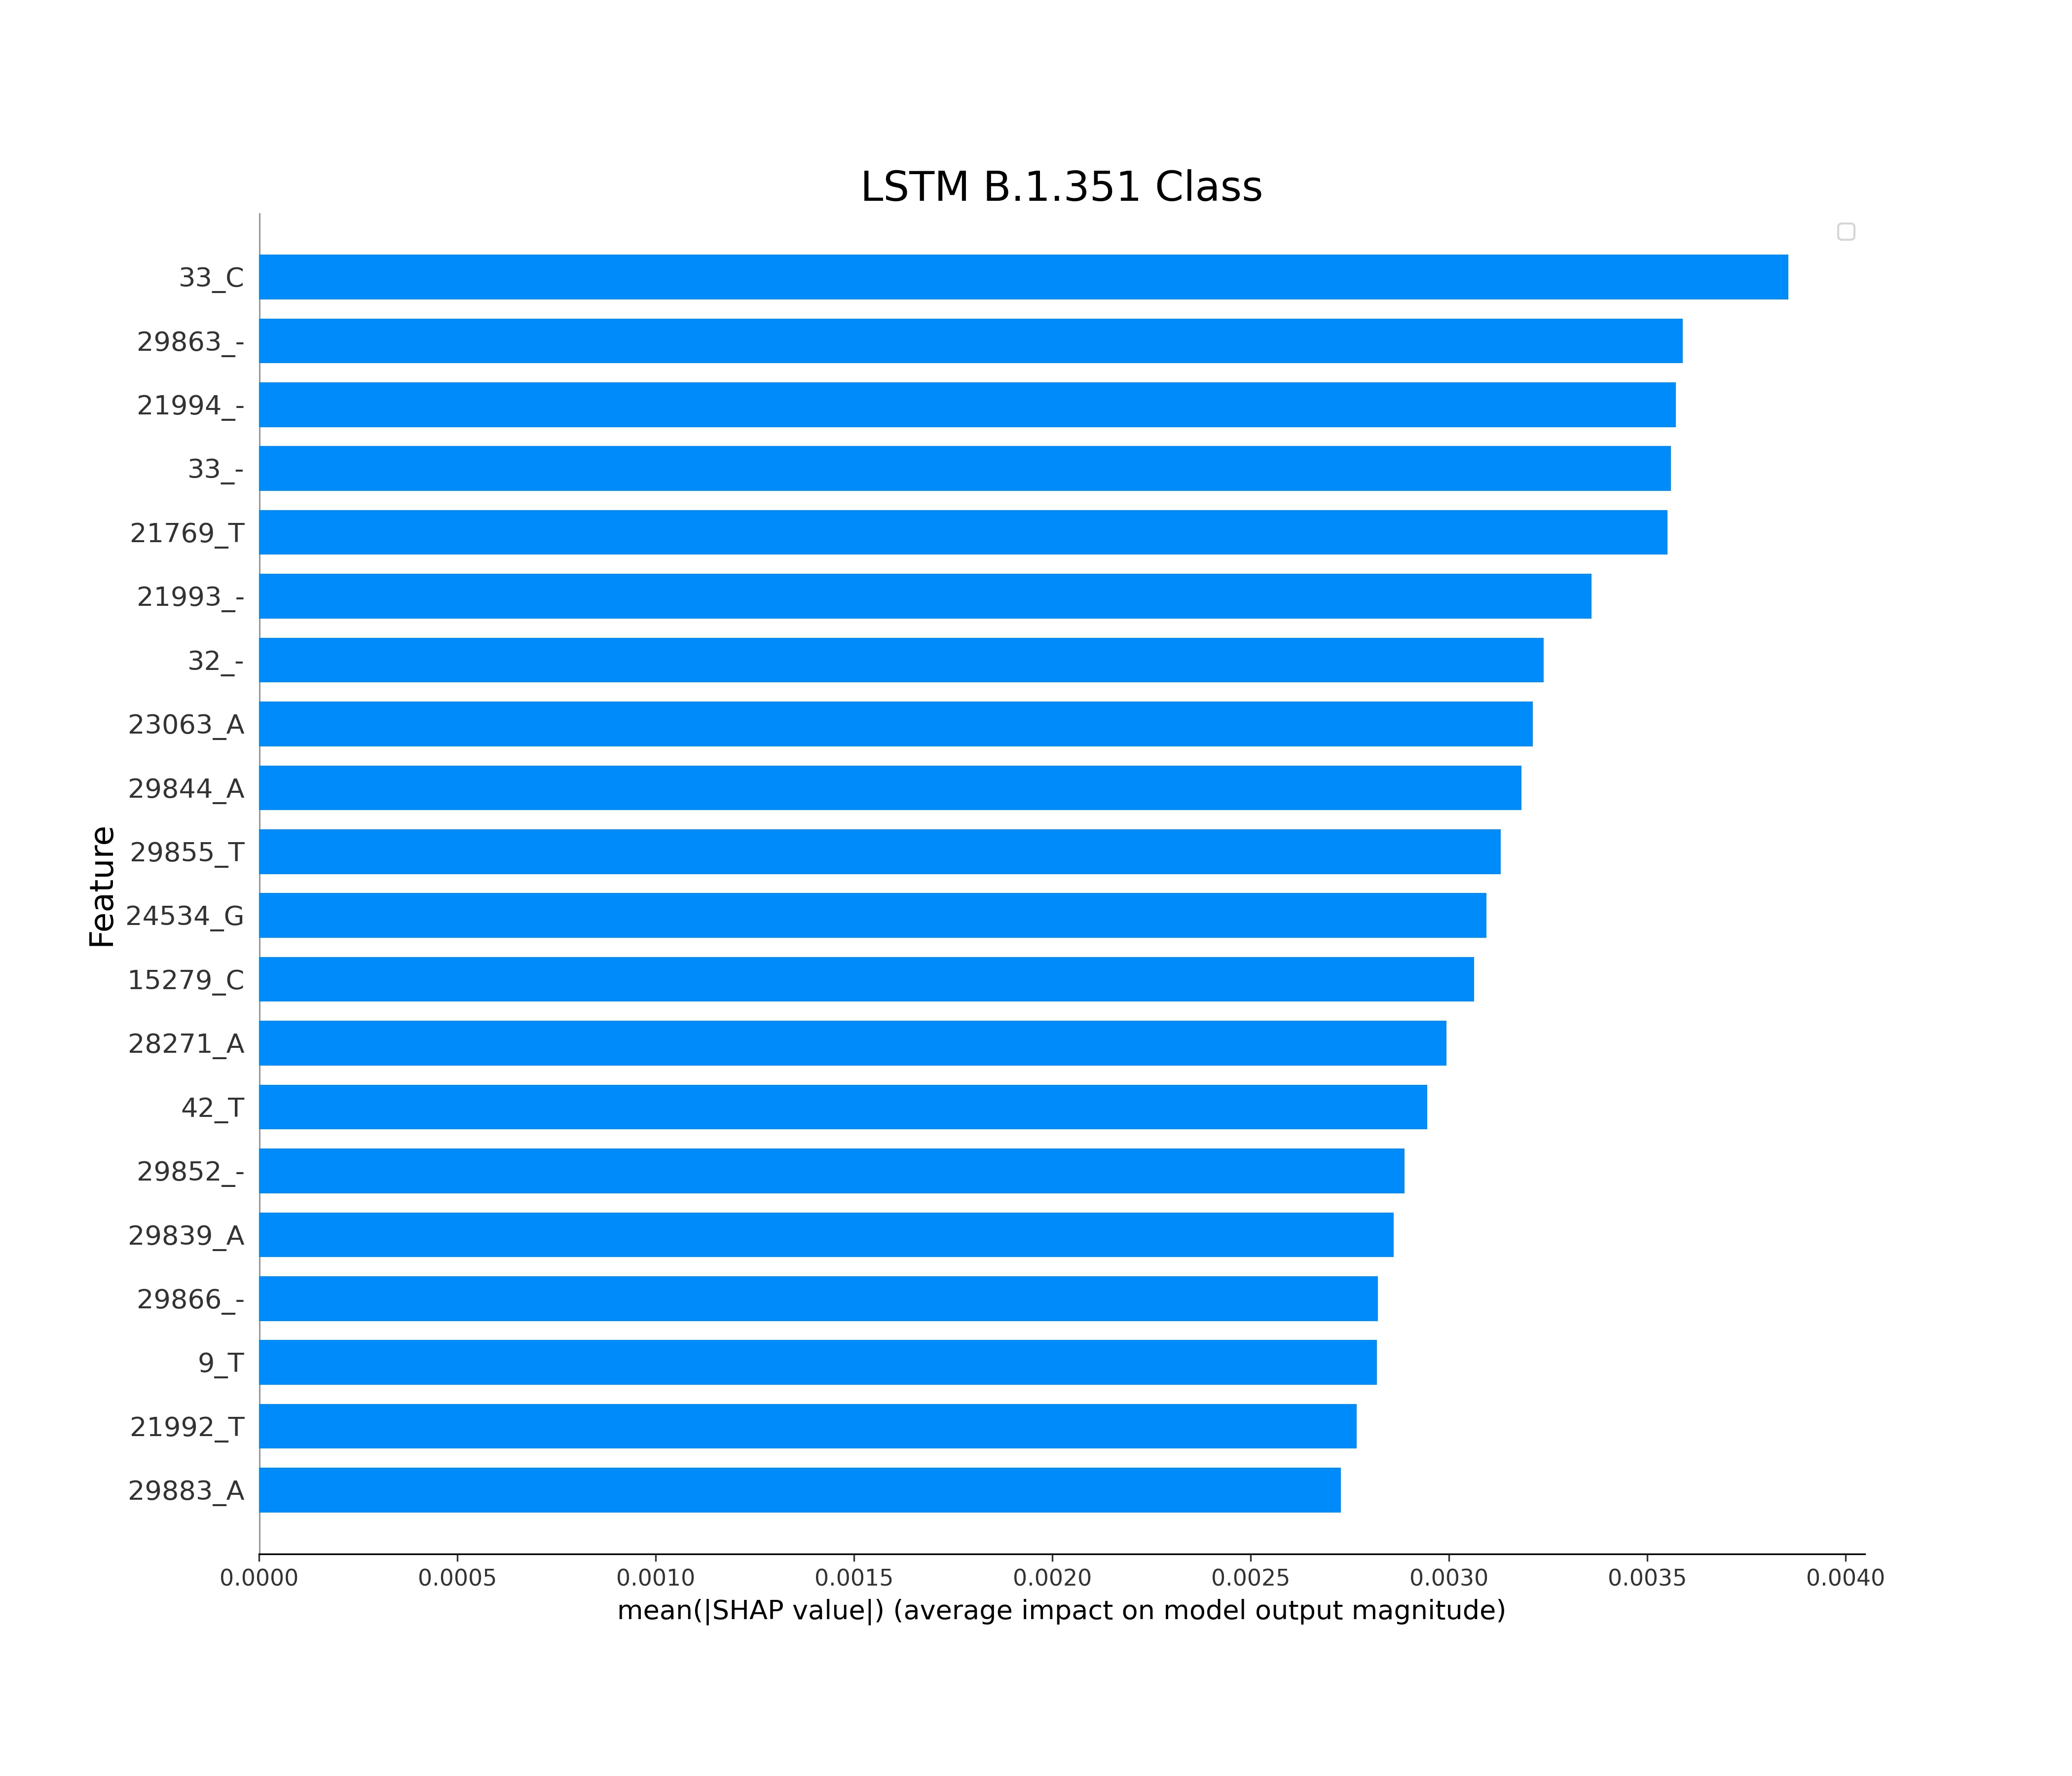 LSTM B.1.351 Class
33_C
29863_-
21994_-
33_-
21769_T
21993_-
32_-
23063_A
29844_A
29855_T
24534_G
15279_C
28271_A
42_T
29852_-
29839_A
29866_-
9_T
21992_T
29883_A
Feature
0.0000 0.0005 0.0010 0.0015 0.0020 0.0025 0.0030 0.0035 0.0040
mean(|SHAP value|) (average impact on model output magnitude)